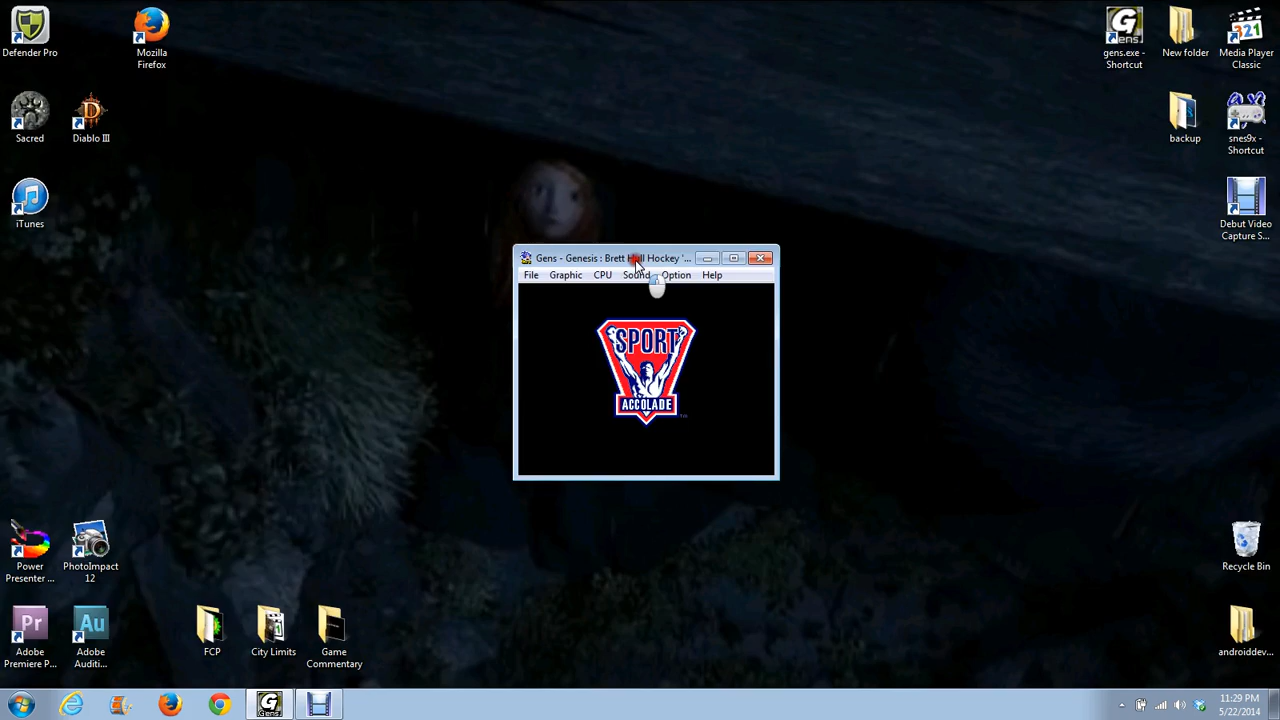 Defender Pro
Mozilla
Firefox
gens.exe -
Shortcut
New folder
Media Player
Classic
Sacred
Diablo III
backup
snes9x -
Shortcut
iTunes
Debut Video
Capture S...
Gens - Genesis : Brett Hull Hockey '...
File Graphic CPU Sound Option Help
SPORT
ACCOLADE
Power
Presenter ...
PhotoImpact
12
Recycle Bin
Adobe
Premiere P...
Adobe
Auditi...
FCP
City Limits
Game
Commentary
androiddev...
11:29 PM
5/22/2014